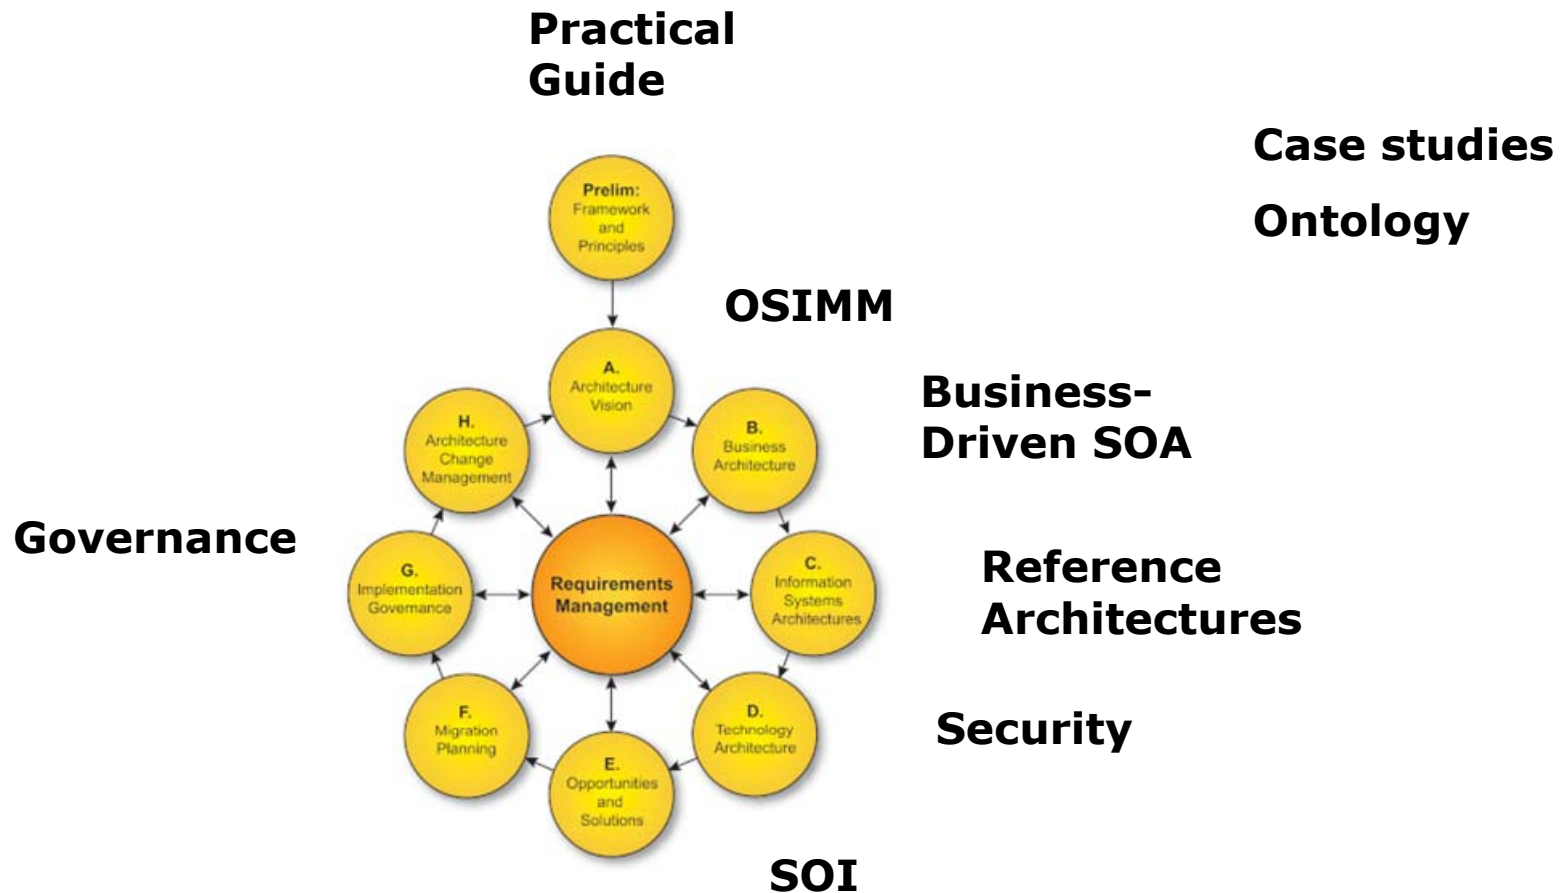 Practical
Guide
Case studies
Ontology
Prelim:
Framework
and
Principles
OSIMM
A.
Architecture
Vision
Business-
Driven SOA
H.
Architecture
Change
Management
B.
Business
Architecture
Governance
G.
Implementation
Governance
Requirements
Management
C.
Information
Systems
Architectures
Reference
Architectures
F.
Migration
Planning
D.
Technology
Architecture
Security
E.
Opportunities
and
Solutions
SOI